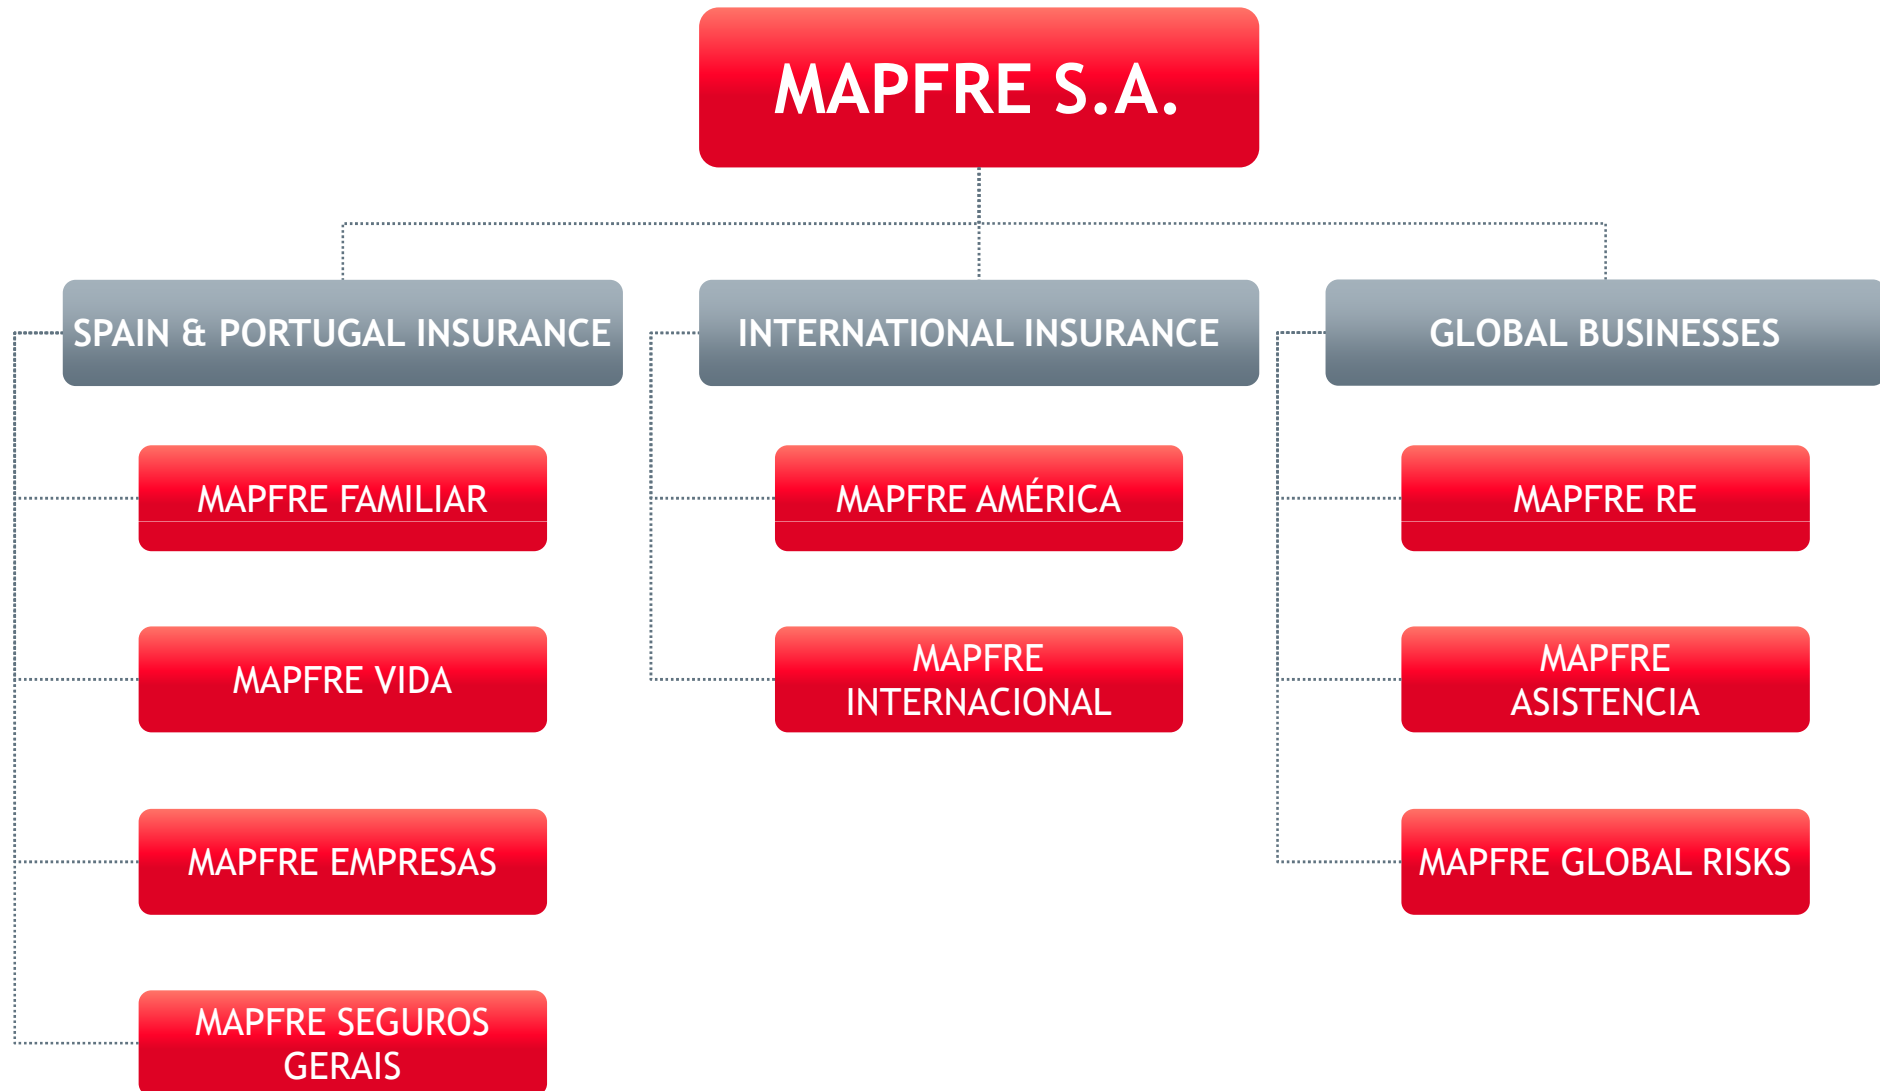 MAPFRE S.A.
SPAIN & PORTUGAL INSURANCE
INTERNATIONAL INSURANCE
GLOBAL BUSINESSES
MAPFRE FAMILIAR
MAPFRE AMÉRICA
MAPFRE RE
MAPFRE VIDA
MAPFRE
INTERNACIONAL
MAPFRE
ASISTENCIA
MAPFRE EMPRESAS
MAPFRE GLOBAL RISKS
MAPFRE SEGUROS
GERAIS